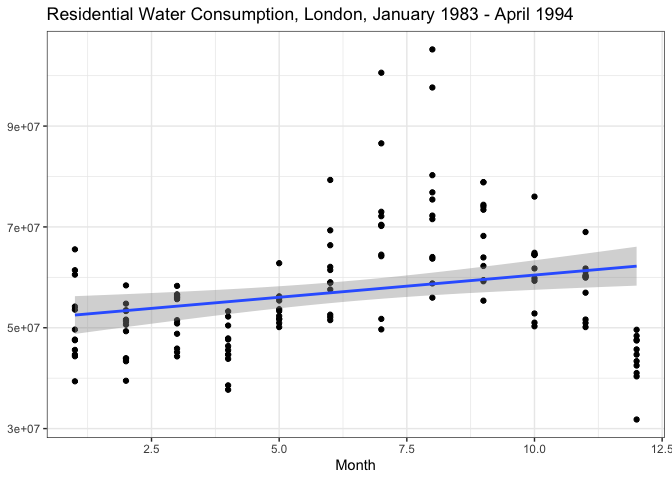 Residential Water Consumption, London, January 1983 - April 1994
9e+07
7e+07
5e+07
3e+07
2.5 5.0 7.5 10.0 12.5
Month